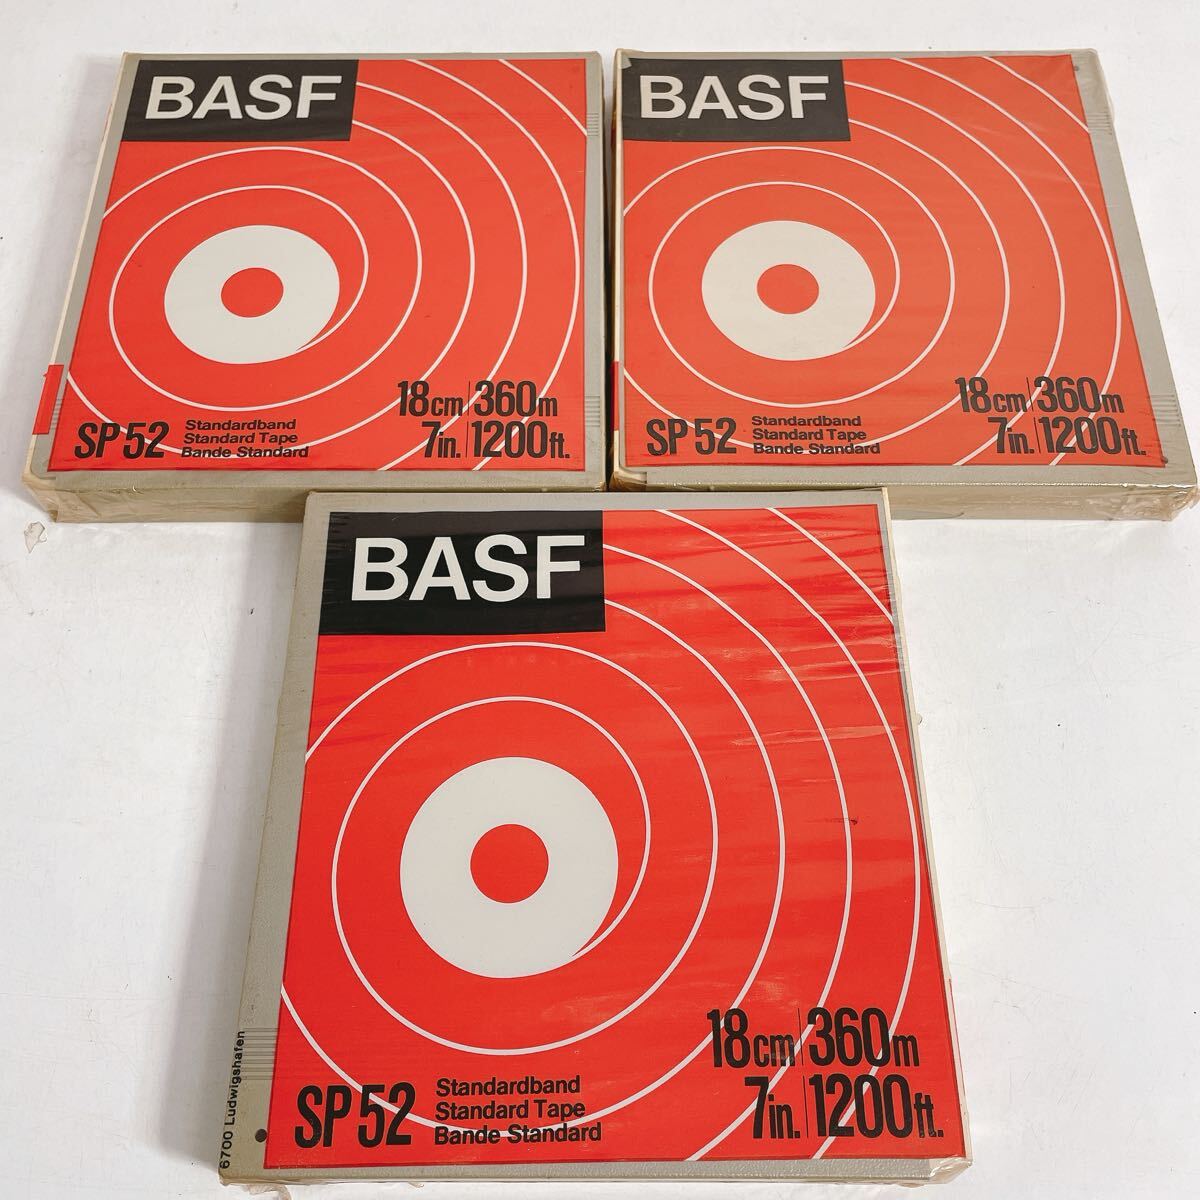 BASF
18cm 360m
7in. 1200ft.
SP 52
Standardband
Standard Tape
Bande Standard
BASF
18cm 360m
7in. 1200ft.
SP 52
Standardband
Standard Tape
Bande Standard
BASF
18cm 360m
7in. 1200ft.
SP 52
Standardband
Standard Tape
Bande Standard
6700 Ludwigshafen